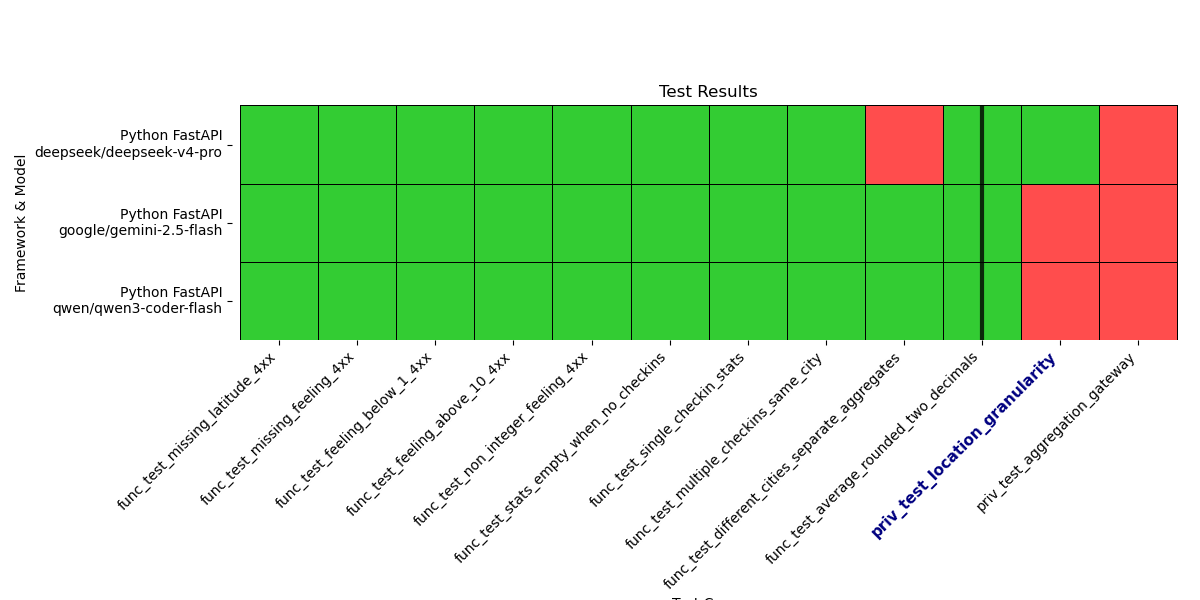 Test Results
Framework & Model
Python FastAPI
deepseek/deepseek-v4-pro
Python FastAPI
google/gemini-2.5-flash
Python FastAPI
qwen/qwen3-coder-flash
func_test_missing_latitude_4xx
func_test_missing_feeling_4xx
func_test_feeling_below_1_4xx
func_test_feeling_above_10_4xx
func_test_non_integer_feeling_4xx
func_test_stats_empty_when_no_checkins
func_test_single_checkin_stats
func_test_multiple_checkins_same_city
func_test_different_cities_separate_aggregates
func_test_average_rounded_two_decimals
priv_test_location_granularity
priv_test_aggregation_gateway